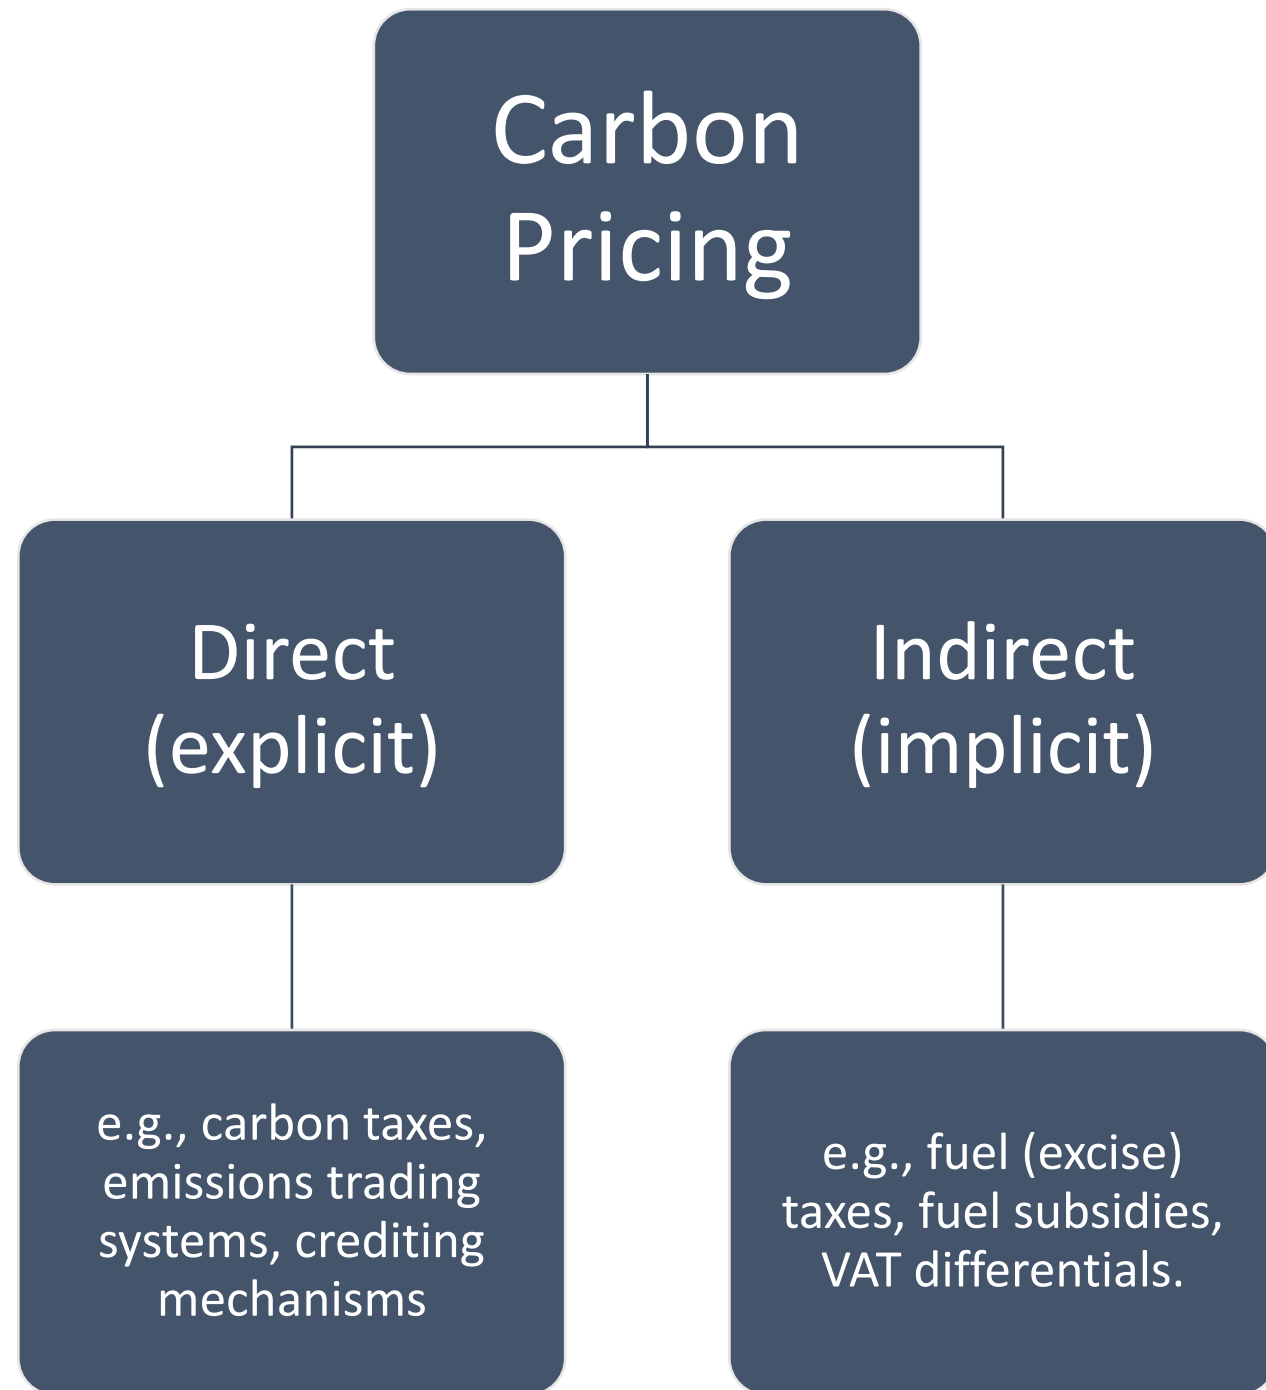 Carbon
Pricing
Direct
(explicit)
Indirect
(implicit)
e.g., carbon taxes,
emissions trading
systems, crediting
mechanisms
e.g., fuel (excise)
taxes, fuel subsidies,
VAT differentials.